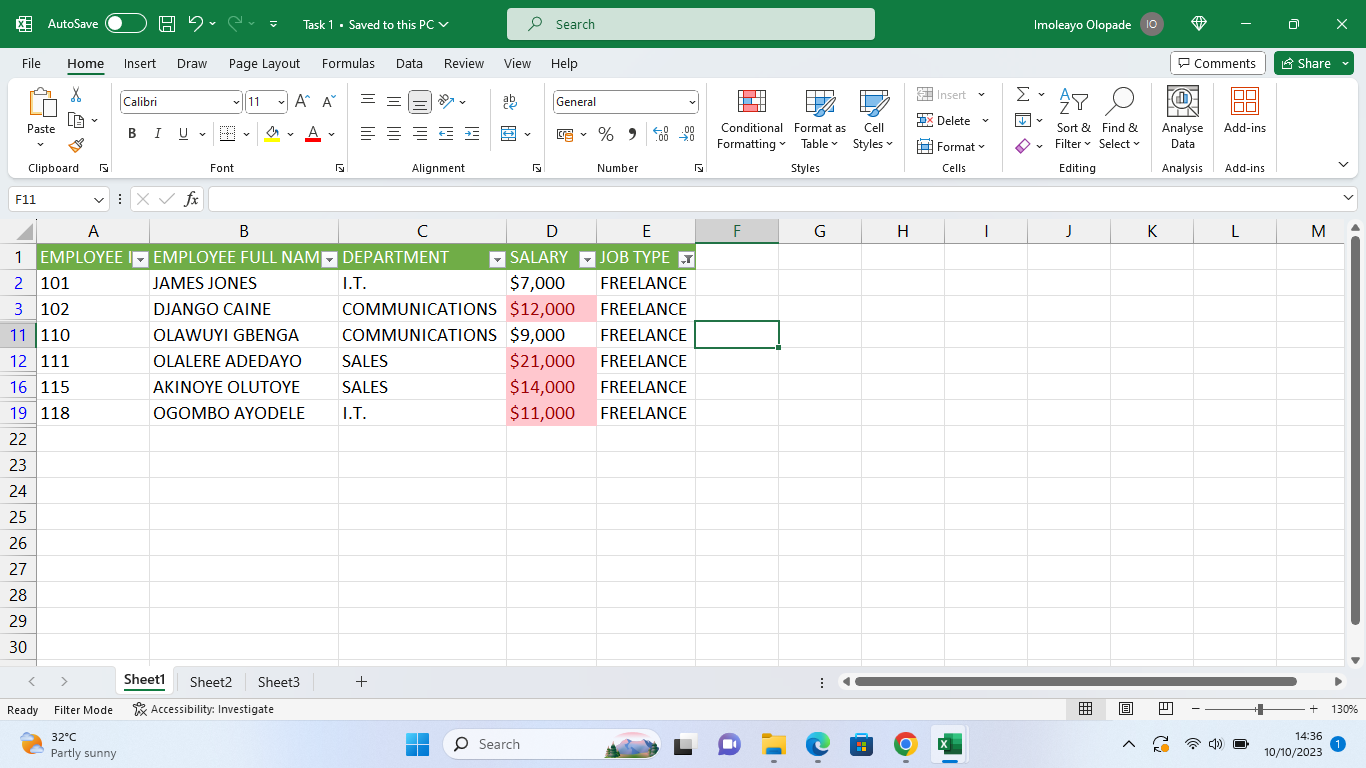 AutoSave Task 1 • Saved to this PC Search Imoleayo Olopade IO
File Home Insert Draw Page Layout Formulas Data Review View Help Comments Share
Paste Calibri 11 A A ab General Conditional Formatting Format as Table Cell Styles Insert Delete Format Sort & Filter Find & Select Analyse Data Add-ins
B I U A % 9 .00
Clipboard Font Alignment Number Styles Cells Editing Analysis Add-ins
F11 fx
A B C D E F G H I J K L M
1 EMPLOYEE I EMPLOYEE FULL NAM DEPARTMENT SALARY JOB TYPE
2 101 JAMES JONES I.T. $7,000 FREELANCE
3 102 DJANGO CAINE COMMUNICATIONS $12,000 FREELANCE
11 110 OLAWUYI GBENGA COMMUNICATIONS $9,000 FREELANCE
12 111 OLALERE ADEDAYO SALES $21,000 FREELANCE
16 115 AKINOYE OLUTOYE SALES $14,000 FREELANCE
19 118 OGOMBO AYODELE I.T. $11,000 FREELANCE
22
23
24
25
26
27
28
29
30
Sheet1 Sheet2 Sheet3
Ready Filter Mode Accessibility: Investigate 130%
32°C
Partly sunny
Search
14:36
10/10/2023
1